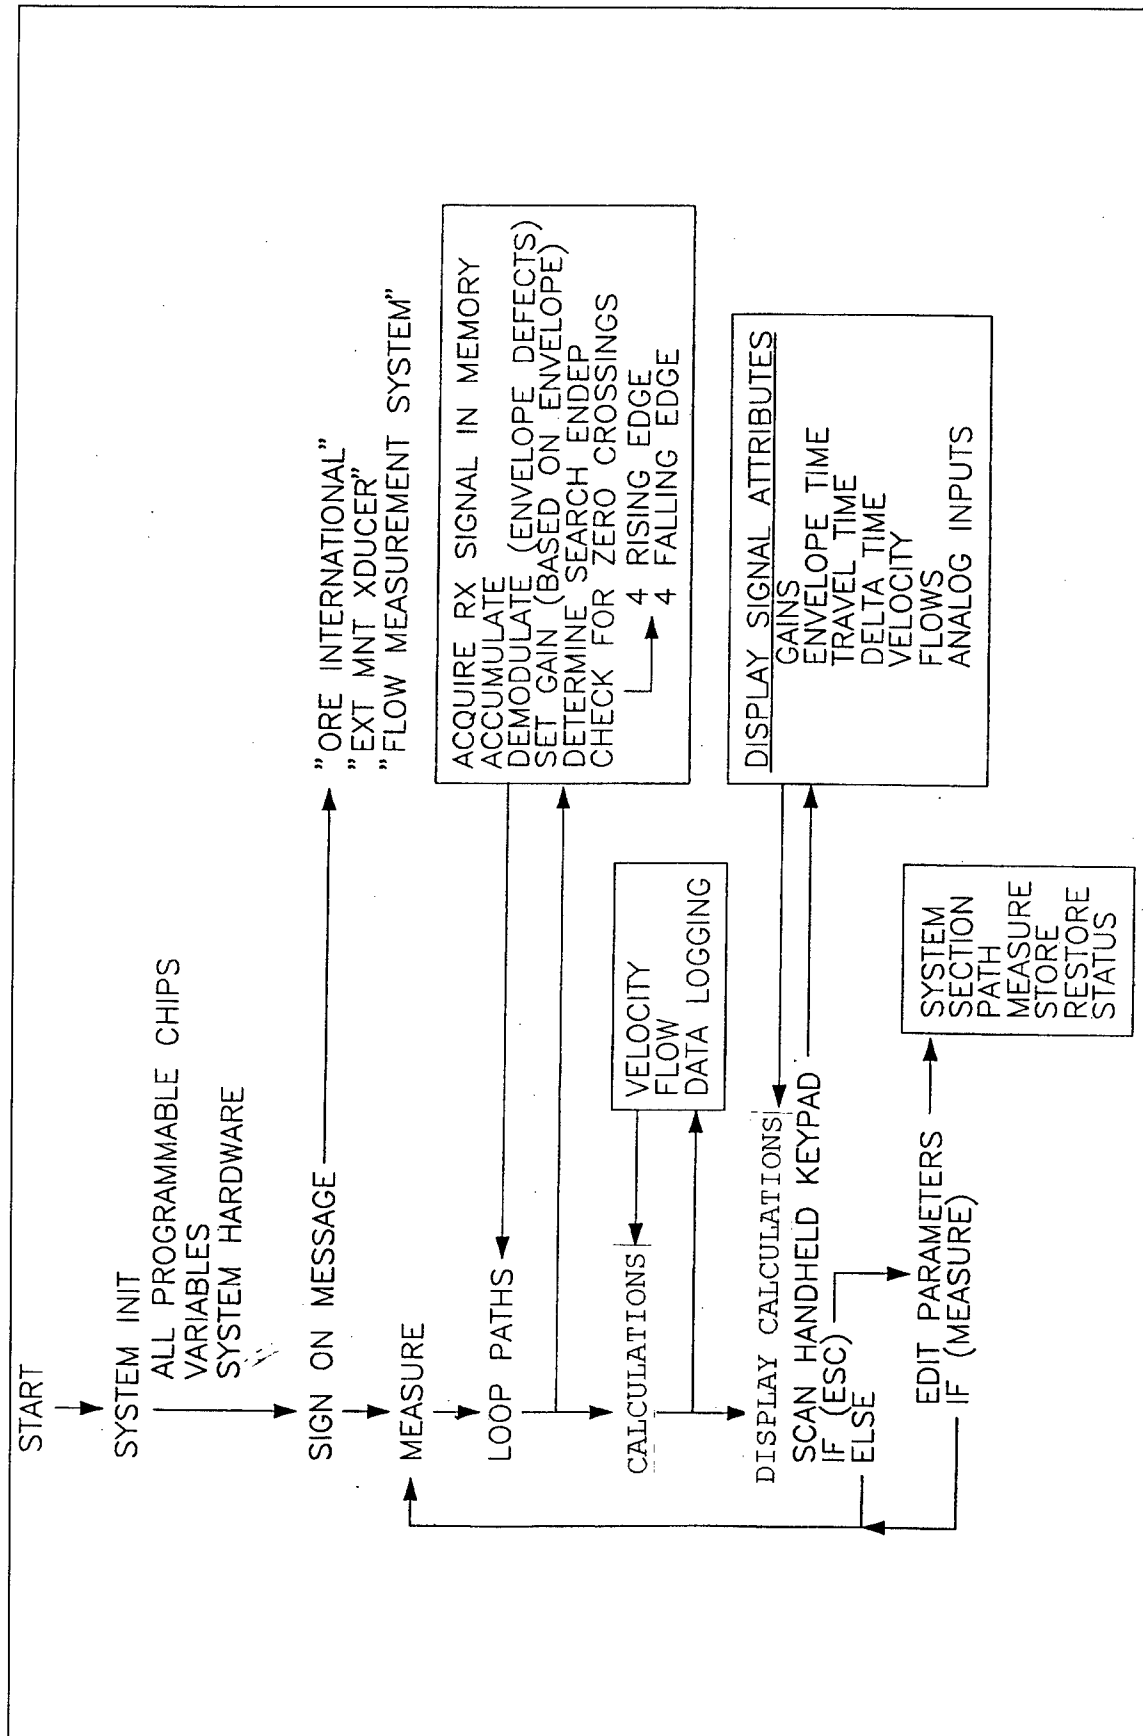 START
SYSTEM INIT
ALL PROGRAMMABLE CHIPS
VARIABLES
SYSTEM HARDWARE
SIGN ON MESSAGE
"ORE INTERNATIONAL"
"EXT MNT XDUCER"
"FLOW MEASUREMENT SYSTEM"
MEASURE
LOOP PATHS
ACQUIRE RX SIGNAL IN MEMORY
ACCUMULATE
DEMODULATE (ENVELOPE DEFECTS)
SET GAIN (BASED ON ENVELOPE)
DETERMINE SEARCH ENDEP
CHECK FOR ZERO CROSSINGS
4 RISING EDGE
4 FALLING EDGE
CALCULATIONS
VELOCITY
FLOW
DATA LOGGING
DISPLAY CALCULATIONS
SCAN HANDHELD KEYPAD
IF (ESC)
ELSE
DISPLAY SIGNAL ATTRIBUTES
GAINS
ENVELOPE TIME
TRAVEL TIME
DELTA TIME
VELOCITY
FLOWS
ANALOG INPUTS
EDIT PARAMETERS
IF (MEASURE)
SYSTEM
SECTION
PATH
MEASURE
STORE
RESTORE
STATUS